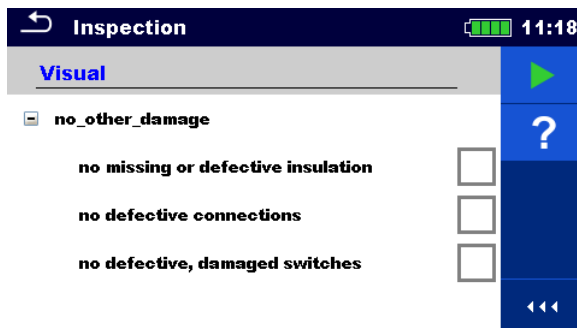 Inspection 11:18
Visual
no_other_damage
?
no missing or defective insulation
no defective connections
no defective, damaged switches